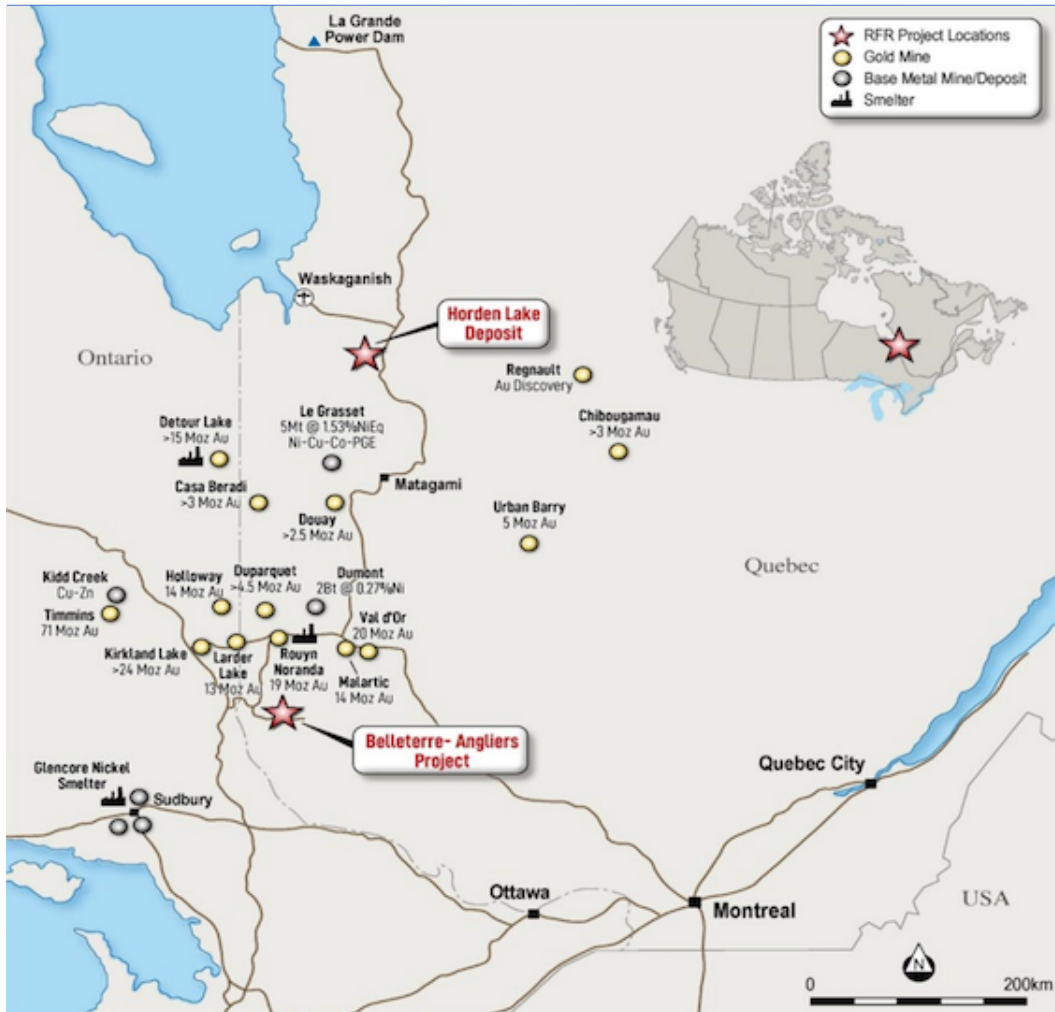 La Grande
Power Dam
RFR Project Locations
Gold Mine
Base Metal Mine/Deposit
Smelter
Waskaganish
Horden Lake
Deposit
Ontario
Regnault
Au Discovery
Le Grasset
5Mt @ 1.53%NiEq
Ni-Cu-Co-PGE
Detour Lake
>15 Moz Au
Chibougamau
>3 Moz Au
Casa Beradi
>3 Moz Au
Matagami
Douay
>2.5 Moz Au
Urban Barry
5 Moz Au
Quebec
Kidd Creek
Cu-Zn
Holloway
14 Moz Au
Duparquet
>4.5 Moz Au
Dumont
2Bt @ 0.27%Ni
Timmins
71 Moz Au
Val d'Or
20 Moz Au
Kirkland Lake
>24 Moz Au
Larder
Lake
13 Moz Au
Rouyn
Noranda
19 Moz Au
Malartic
14 Moz Au
Belleterre- Angliers
Project
Glencore Nickel
Smelter
Sudbury
Quebec City
Ottawa
Montreal
USA
N
0
200km